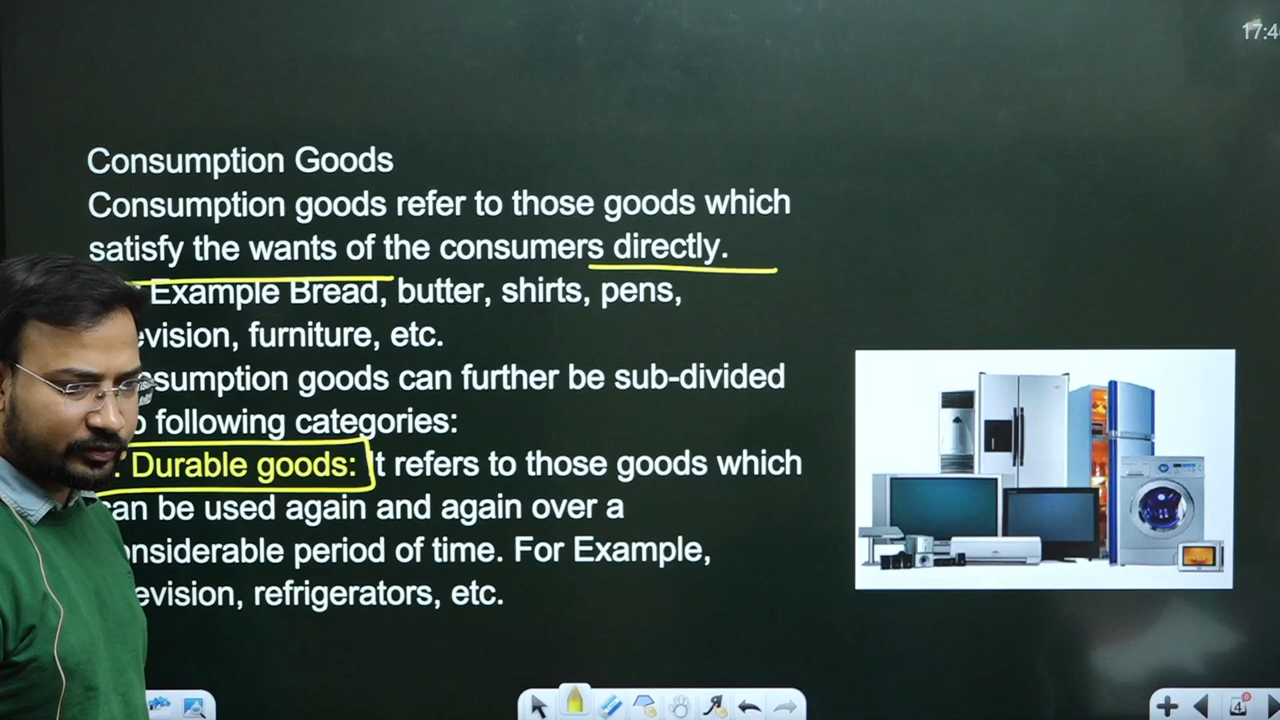 17:4
Consumption Goods
Consumption goods refer to those goods which
satisfy the wants of the consumers directly.
Example Bread, butter, shirts, pens,
evision, furniture, etc.
sumption goods can further be sub-divided
o following categories:
. Durable goods: It refers to those goods which
can be used again and again over a
onsiderable period of time. For Example,
evision, refrigerators, etc.
4